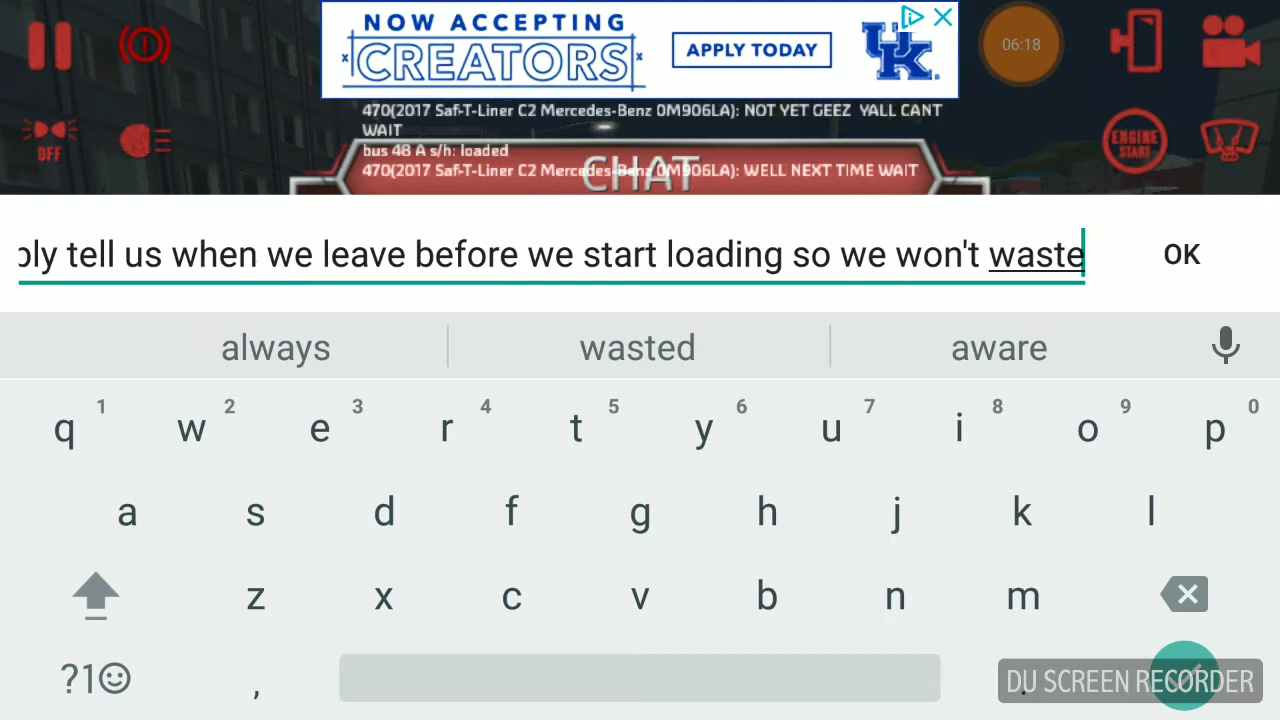 NOW ACCEPTING
CREATORS
APPLY TODAY
UK
06:18
OFF
ENGINE
START
470(2017 Saf-T-Liner C2 Mercedes-Benz OM906LA): NOT YET GEEZ YALL CANT
WAIT
bus 48 A s/h: loaded
CHAT
470(2017 Saf-T-Liner C2 Mercedes-Benz OM906LA): WELL NEXT TIME WAIT
tell us when we leave before we start loading so we won't waste
OK
always wasted aware
1 2 3 4 5 6 7 8 9 0
q w e r t y u i o p
a s d f g h j k l
z x c v b n m
?1☺ ,
DU SCREEN RECORDER